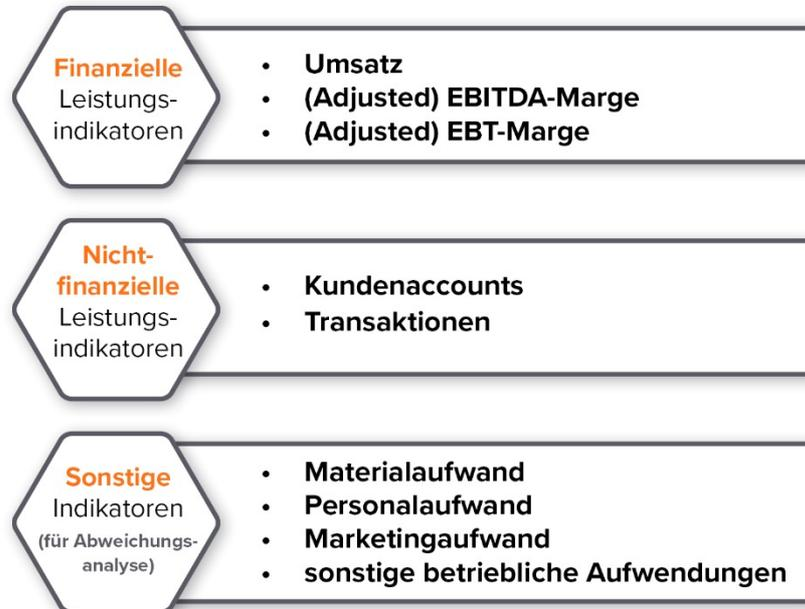 Finanzielle
Leistungs-
indikatoren
• Umsatz
• (Adjusted) EBITDA-Marge
• (Adjusted) EBT-Marge
Nicht-
finanzielle
Leistungs-
indikatoren
• Kundenaccounts
• Transaktionen
Sonstige
Indikatoren
(für Abweichungs-
analyse)
• Materialaufwand
• Personalaufwand
• Marketingaufwand
• sonstige betriebliche Aufwendungen